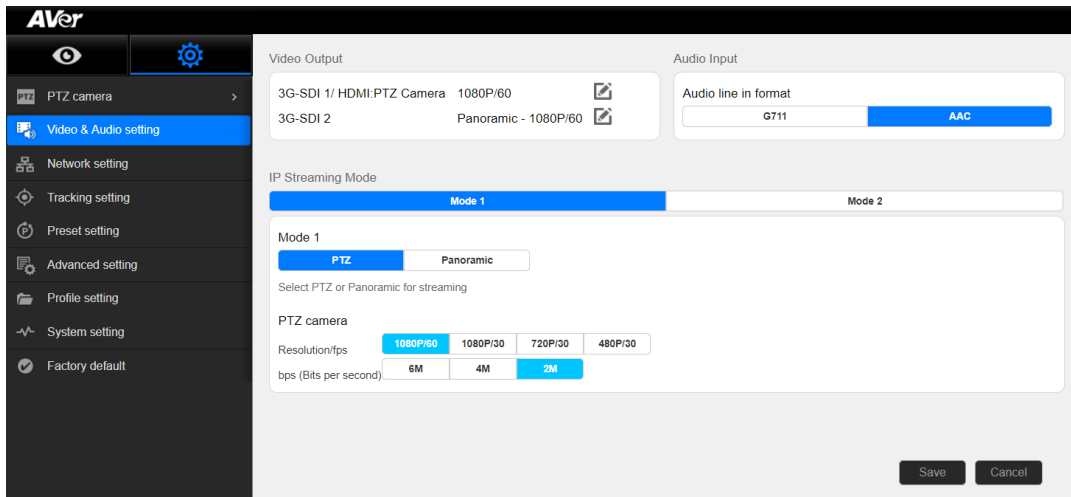 AVer
PTZ PTZ camera
Video & Audio setting
Network setting
Tracking setting
P Preset setting
Advanced setting
Profile setting
System setting
Factory default
Video Output
3G-SDI 1/ HDMI:PTZ Camera 1080P/60
3G-SDI 2 Panoramic - 1080P/60
Audio Input
Audio line in format
G711 AAC
IP Streaming Mode
Mode 1 Mode 2
Mode 1
PTZ Panoramic
Select PTZ or Panoramic for streaming
PTZ camera
Resolution/fps 1080P/60 1080P/30 720P/30 480P/30
bps (Bits per second) 6M 4M 2M
Save Cancel